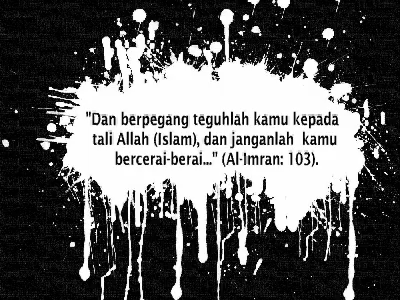 "Dan berpegang teguhlah kamu kepada
tali Allah (Islam), dan janganlah kamu
bercerai-berai..." (Al-Imran: 103).